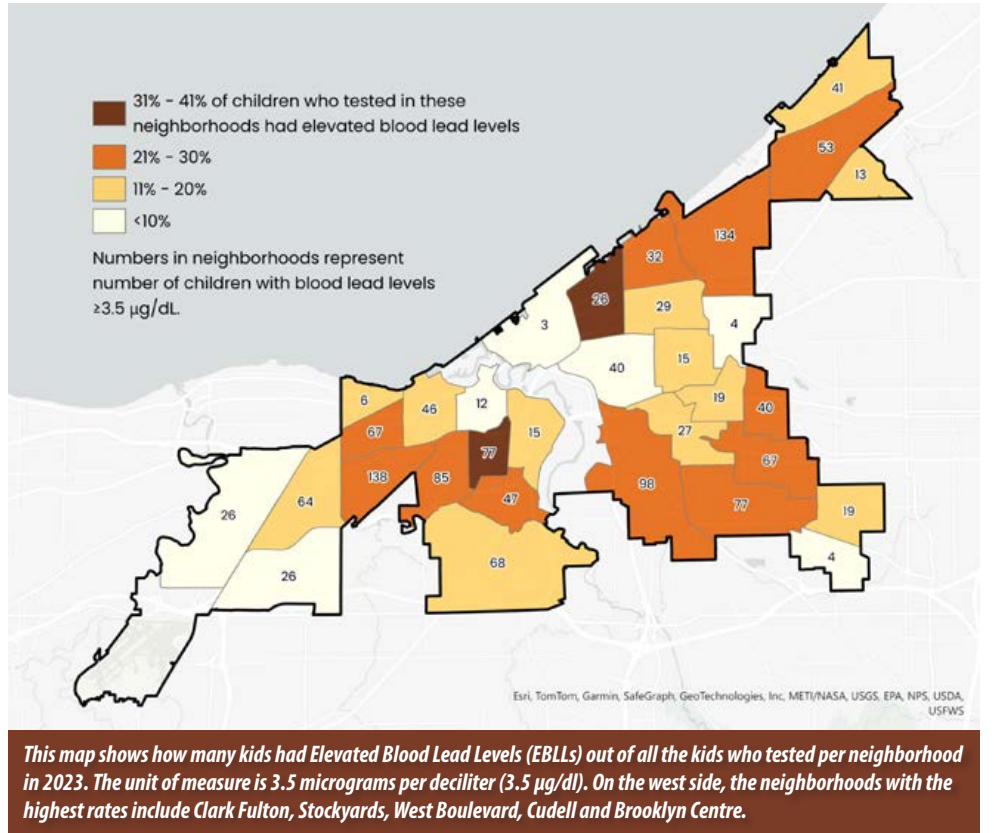 31% - 41% of children who tested in these
neighborhoods had elevated blood lead levels
21% - 30%
11% - 20%
<10%
Numbers in neighborhoods represent
number of children with blood lead levels
≥3.5 μg/dL.
41
53
13
134
32
28
29
4
3
40
15
19
40
6
46
12
15
27
67
67
77
138
85
47
98
77
64
26
19
68
4
26
Esri, TomTom, Garmin, SafeGraph, GeoTechnologies, Inc, METI/NASA, USGS, EPA, NPS, USDA,
USFWS
This map shows how many kids had Elevated Blood Lead Levels (EBLLs) out of all the kids who tested per neighborhood
in 2023. The unit of measure is 3.5 micrograms per deciliter (3.5 μg/dl). On the west side, the neighborhoods with the
highest rates include Clark Fulton, Stockyards, West Boulevard, Cudell and Brooklyn Centre.